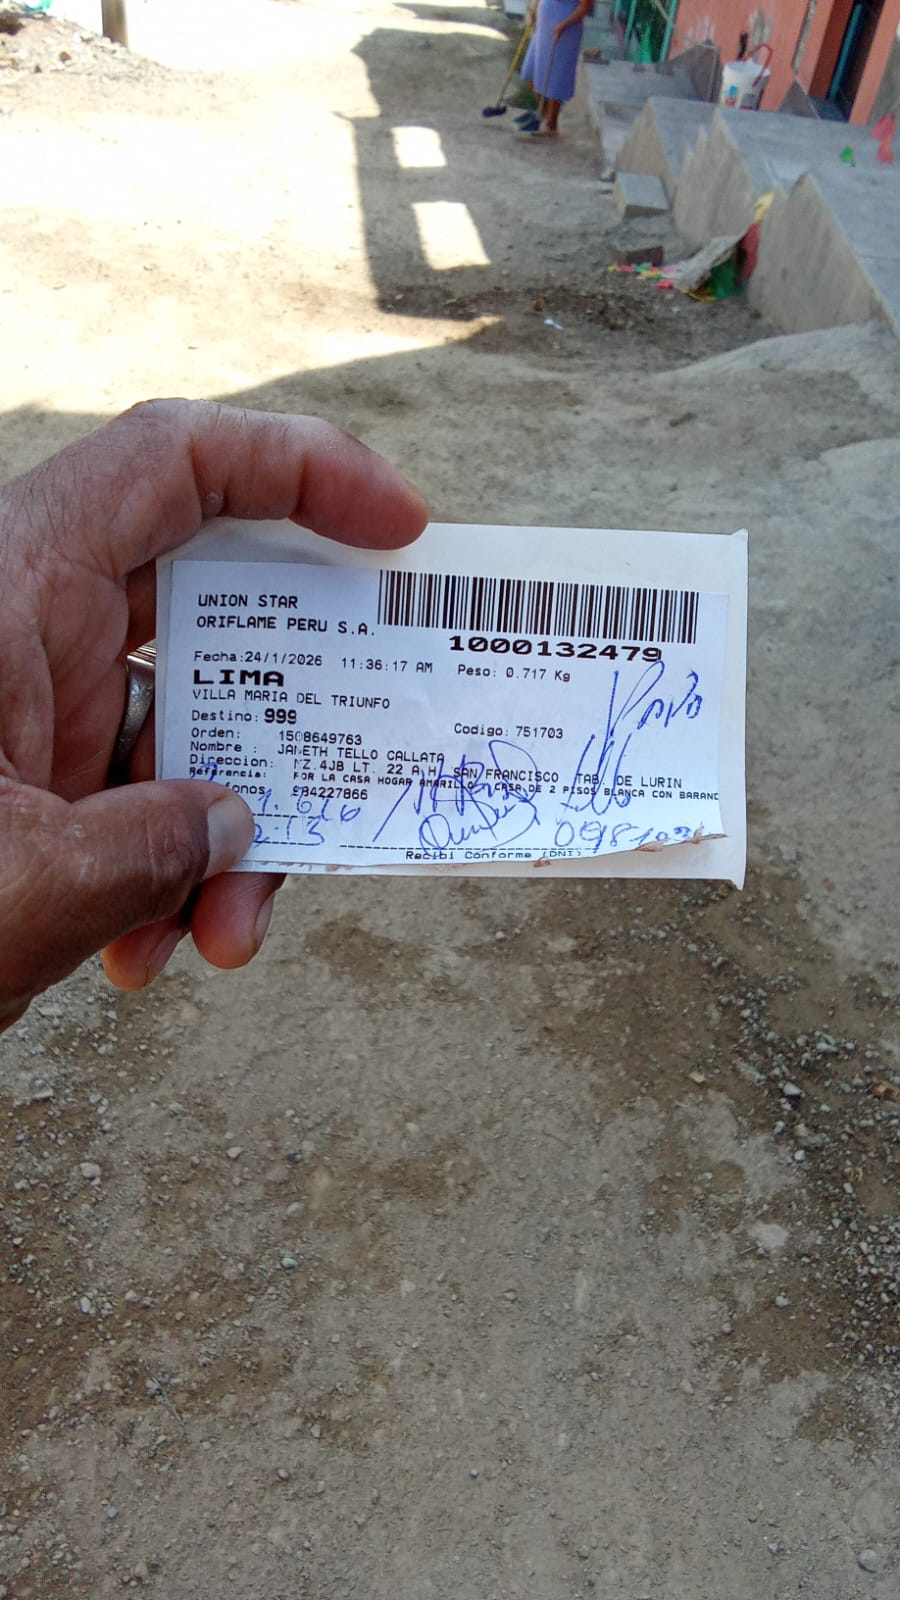 UNION STAR
ORIFLAME PERU S.A.
1000132479
Fecha:24/1/2026 11:36:17 AM Peso: 0.717 Kg
LIMA
VILLA MARIA DEL TRIUNFO
Destino: 999
Codigo: 751703
Orden: 1508649763
Nombre : JANETH TELLO CALLATA
Direccion: MZ.4JB LT. 22 A.H. SAN FRANCISCO TAB. DE LURIN
Referencia: POR LA CASA HOGAR AMARILLO CASA DE 2 PISOS BLANCA CON BARAND
fonos 984227866
Recibi Conforme (DNI)